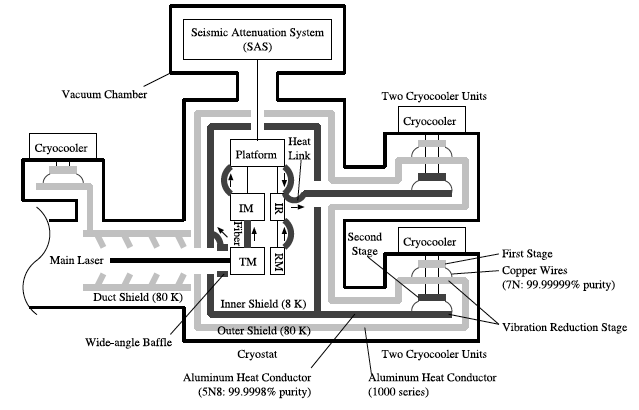 Seismic Attenuation System
(SAS)
Vacuum Chamber
Two Cryocooler Units
Cryocooler
Cryocooler
Platform
Heat
Link
IM
IR
Fiber
Main Laser
TM
RM
Second
Stage
Cryocooler
First Stage
Copper Wires
(7N: 99.99999% purity)
Duct Shield (80 K)
Inner Shield (8 K)
Outer Shield (80 K)
Vibration Reduction Stage
Wide-angle Baffle
Cryostat
Two Cryocooler Units
Aluminum Heat Conductor
(5N8: 99.9998% purity)
Aluminum Heat Conductor
(1000 series)